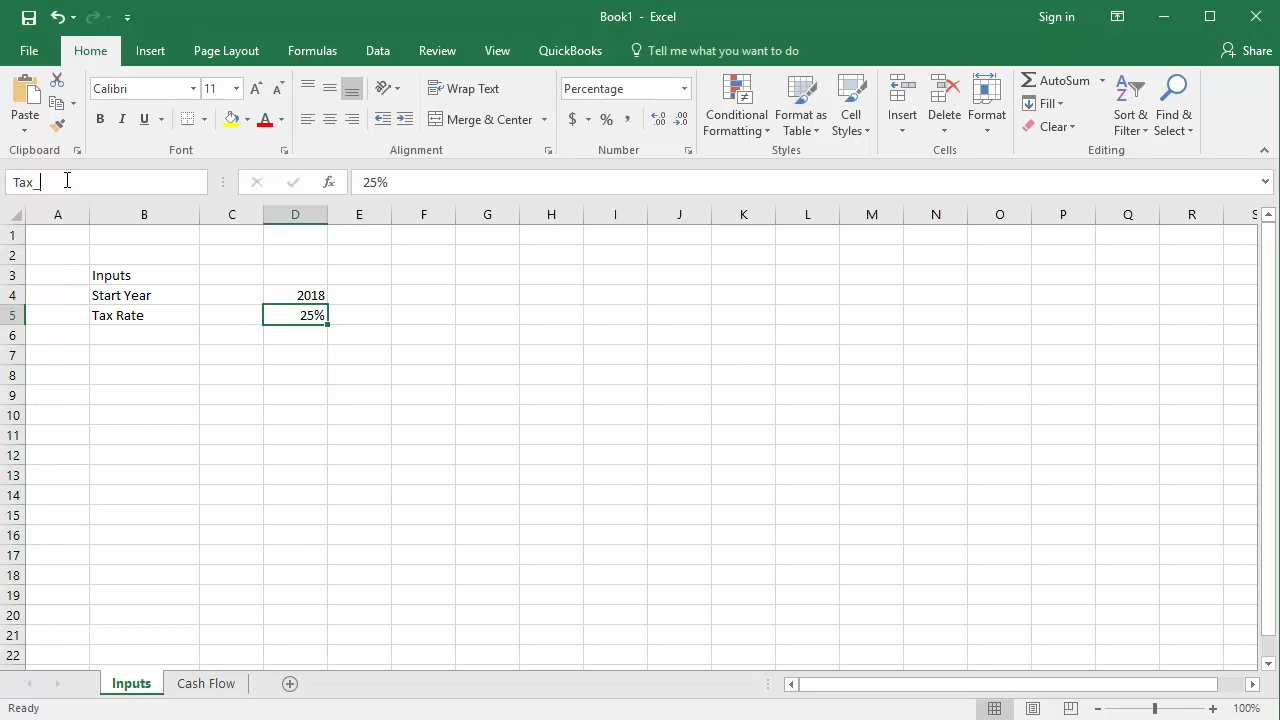 Book1 - Excel
Sign in
File Home Insert Page Layout Formulas Data Review View QuickBooks Tell me what you want to do Share
Calibri 11 Wrap Text Percentage AutoSum
Paste Conditional Format as Cell Insert Delete Format Fill Sort & Find &
B I U A Merge & Center $ % , Formatting Table Styles Clear Filter Select
Clipboard Font Alignment Number Styles Cells Editing
Tax_ fx 25%
A B C D E F G H I J K L M N O P Q R S
1
2
3 Inputs
4 Start Year 2018
5 Tax Rate 25%
6
7
8
9
10
11
12
13
14
15
16
17
18
19
20
21
22
Inputs Cash Flow
Ready 100%